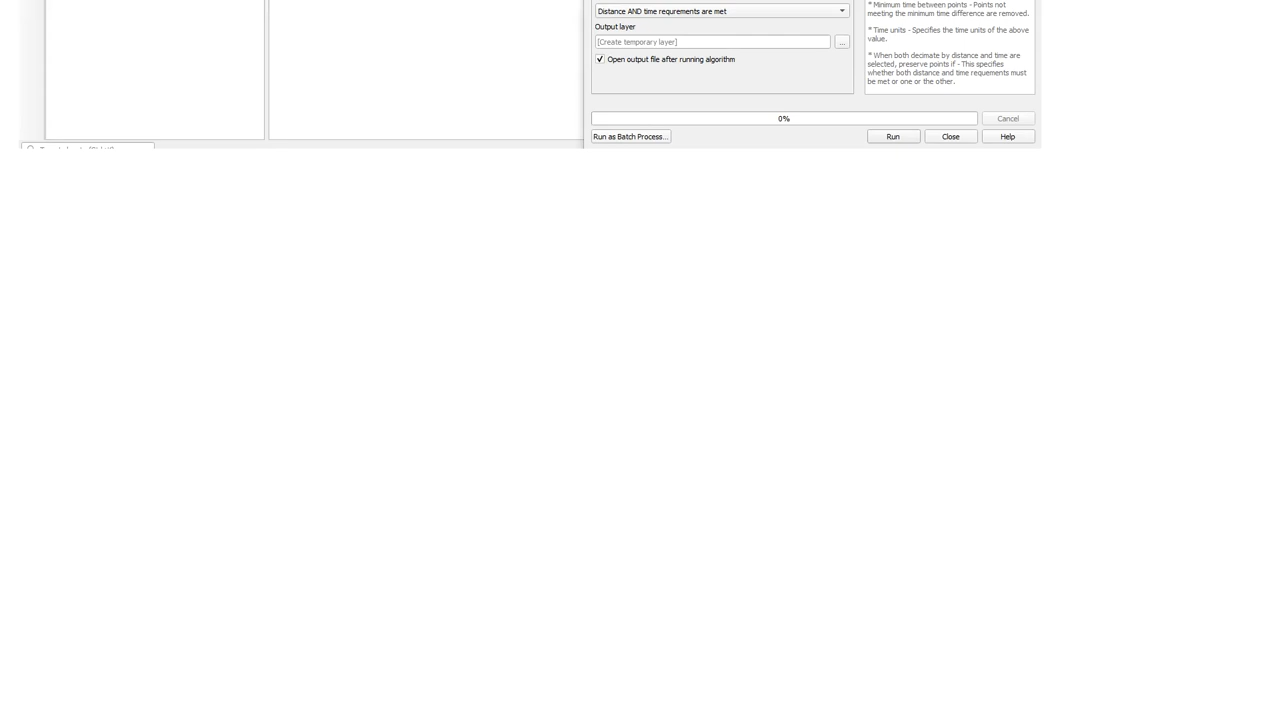 Distance AND time requrements are met
Output layer
[Create temporary layer]
...
Open output file after running algorithm
* Minimum time between points - Points not
meeting the minimum time difference are removed.
* Time units - Specifies the time units of the above
value.
* When both decimate by distance and time are
selected, preserve points if - This specifies
whether both distance and time requements must
be met or one or the other.
0%
Cancel
Run as Batch Process...
Run
Close
Help